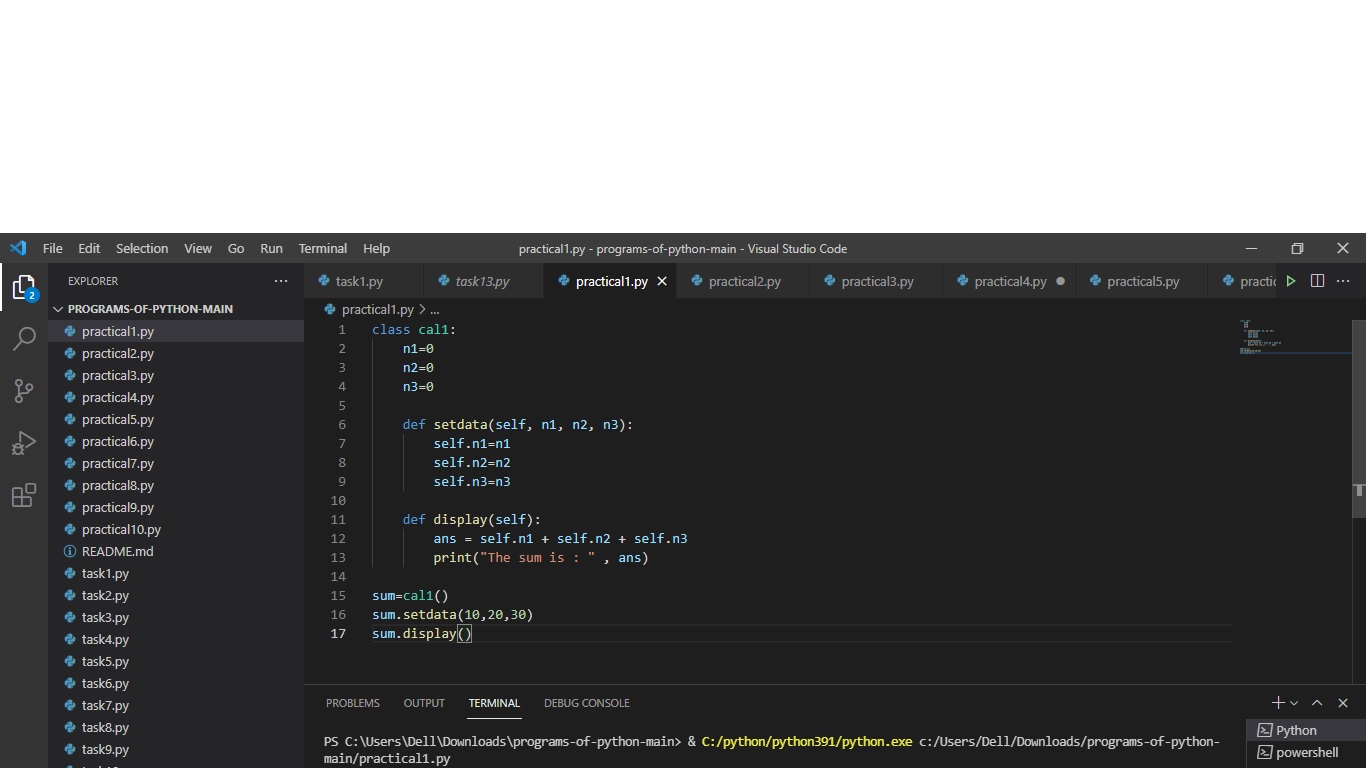 File Edit Selection View Go Run Terminal Help practical1.py - programs-of-python-main - Visual Studio Code
2
EXPLORER
PROGRAMS-OF-PYTHON-MAIN
practical1.py
practical2.py
practical3.py
practical4.py
practical5.py
practical6.py
practical7.py
practical8.py
practical9.py
practical10.py
README.md
task1.py
task2.py
task3.py
task4.py
task5.py
task6.py
task7.py
task8.py
task9.py
task1.py task13.py practical1.py practical2.py practical3.py practical4.py practical5.py
practical1.py > ...
1 class cal1:
2 n1=0
3 n2=0
4 n3=0
5
6 def setdata(self, n1, n2, n3):
7 self.n1=n1
8 self.n2=n2
9 self.n3=n3
10
11 def display(self):
12 ans = self.n1 + self.n2 + self.n3
13 print("The sum is : " , ans)
14
15 sum=cal1()
16 sum.setdata(10,20,30)
17 sum.display()
PROBLEMS OUTPUT TERMINAL DEBUG CONSOLE
PS C:\Users\Dell\Downloads\programs-of-python-main> & C:/python/python391/python.exe c:/Users/Dell/Downloads/programs-of-python-
main/practical1.py
Python
powershell